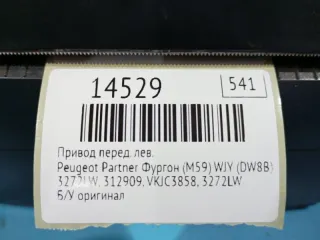 14529
541
Привод перед. лев.
Peugeot Partner Фургон (M59) WJY (DW8B)
3272LW, 312909, VKJC3858, 3272LW
Б/У оригинал